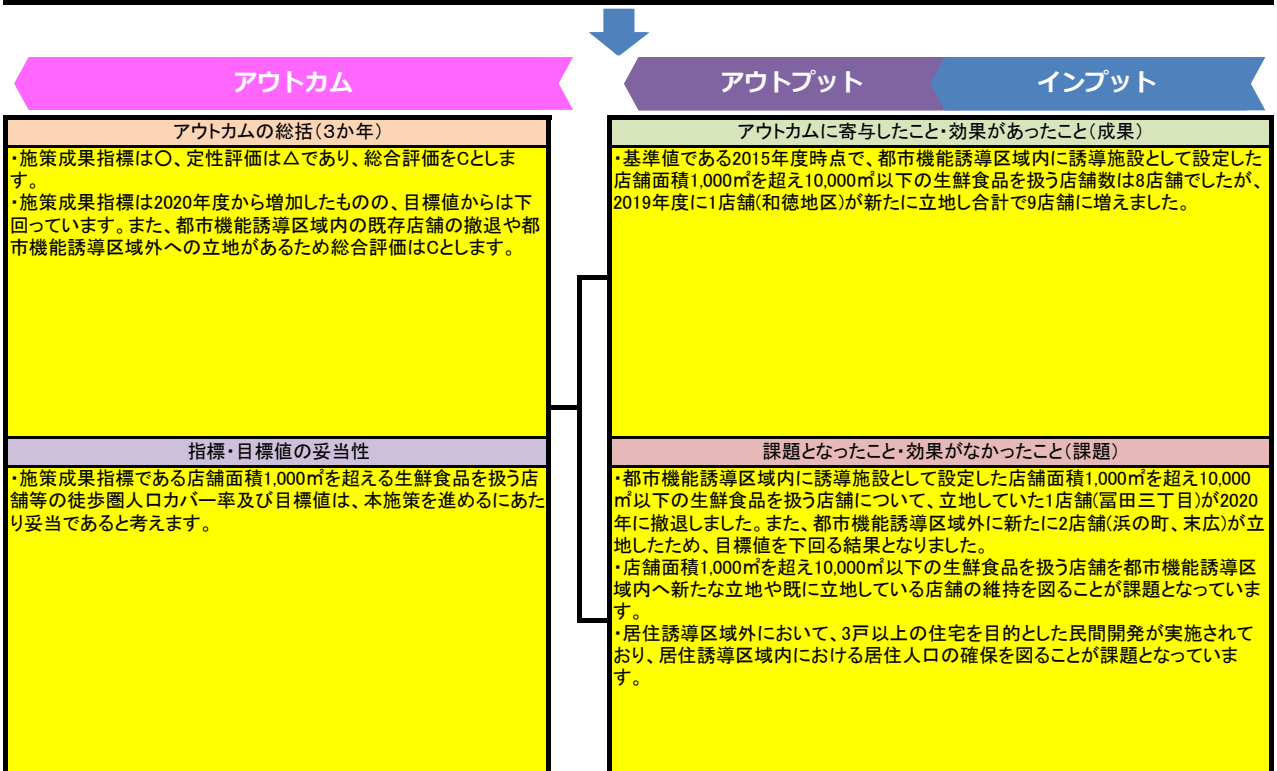 アウトカム
アウトプット
インプット
アウトカムの総括(3か年)
・施策成果指標は〇、定性評価は△であり、総合評価をCとしま
す。
・施策成果指標は2020年度から増加したものの、目標値からは下
回っています。また、都市機能誘導区域内の既存店舗の撤退や都
市機能誘導区域外への立地があるため総合評価はCとします。
指標・目標値の妥当性
・施策成果指標である店舗面積1,000㎡を超える生鮮食品を扱う店
舗等の徒歩圏人口カバー率及び目標値は、本施策を進めるにあた
り妥当であると考えます。
アウトカムに寄与したこと・効果があったこと(成果)
・基準値である2015年度時点で、都市機能誘導区域内に誘導施設として設定した
店舗面積1,000㎡を超え10,000㎡以下の生鮮食品を扱う店舗数は8店舗でしたが、
2019年度に1店舗(和徳地区)が新たに立地し合計で9店舗に増えました。
課題となったこと・効果がなかったこと(課題)
・都市機能誘導区域内に誘導施設として設定した店舗面積1,000㎡を超え10,000
㎡以下の生鮮食品を扱う店舗について、立地していた1店舗(冨田三丁目)が2020
年に撤退しました。また、都市機能誘導区域外に新たに2店舗(浜の町、末広)が立
地したため、目標値を下回る結果となりました。
・店舗面積1,000㎡を超え10,000㎡以下の生鮮食品を扱う店舗を都市機能誘導区
域内へ新たな立地や既に立地している店舗の維持を図ることが課題となっていま
す。
・居住誘導区域外において、3戸以上の住宅を目的とした民間開発が実施されて
おり、居住誘導区域内における居住人口の確保を図ることが課題となっていま
す。